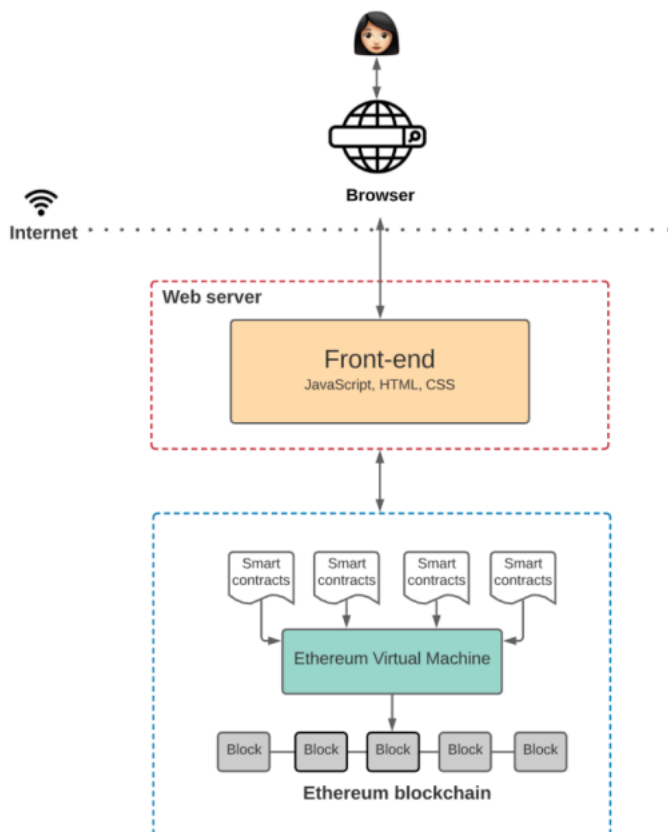 Browser
Internet
Web server
Front-end
JavaScript, HTML, CSS
Smart contracts
Smart contracts
Smart contracts
Smart contracts
Ethereum Virtual Machine
Block
Block
Block
Block
Block
Ethereum blockchain